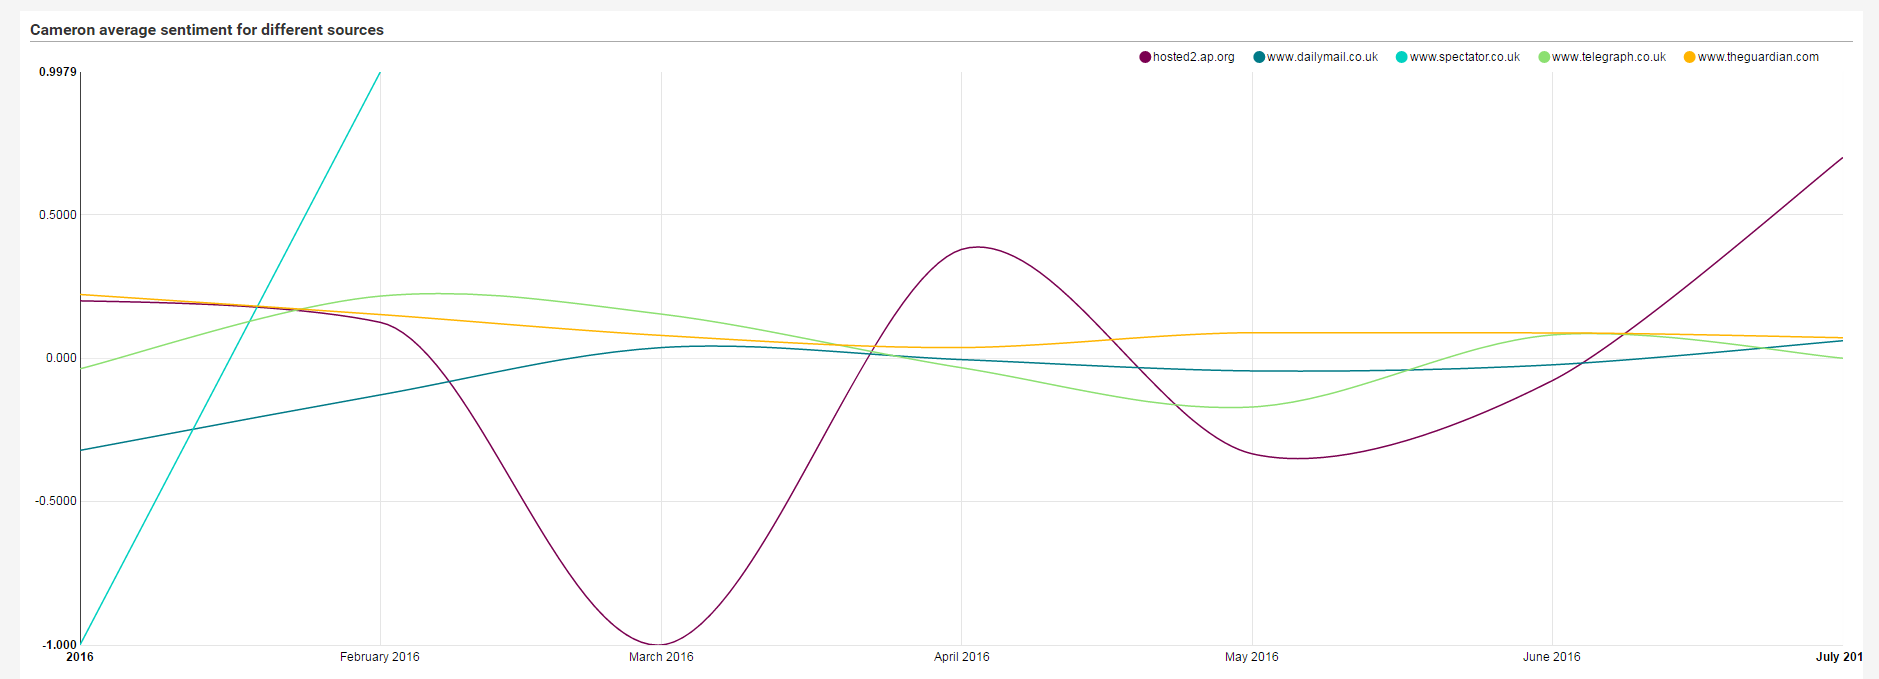 Cameron average sentiment for different sources
hosted2.ap.org www.dailymail.co.uk www.spectator.co.uk www.telegraph.co.uk www.theguardian.com
0.9979
0.5000
0.000
-0.5000
-1.000
2016 February 2016 March 2016 April 2016 May 2016 June 2016 July 201